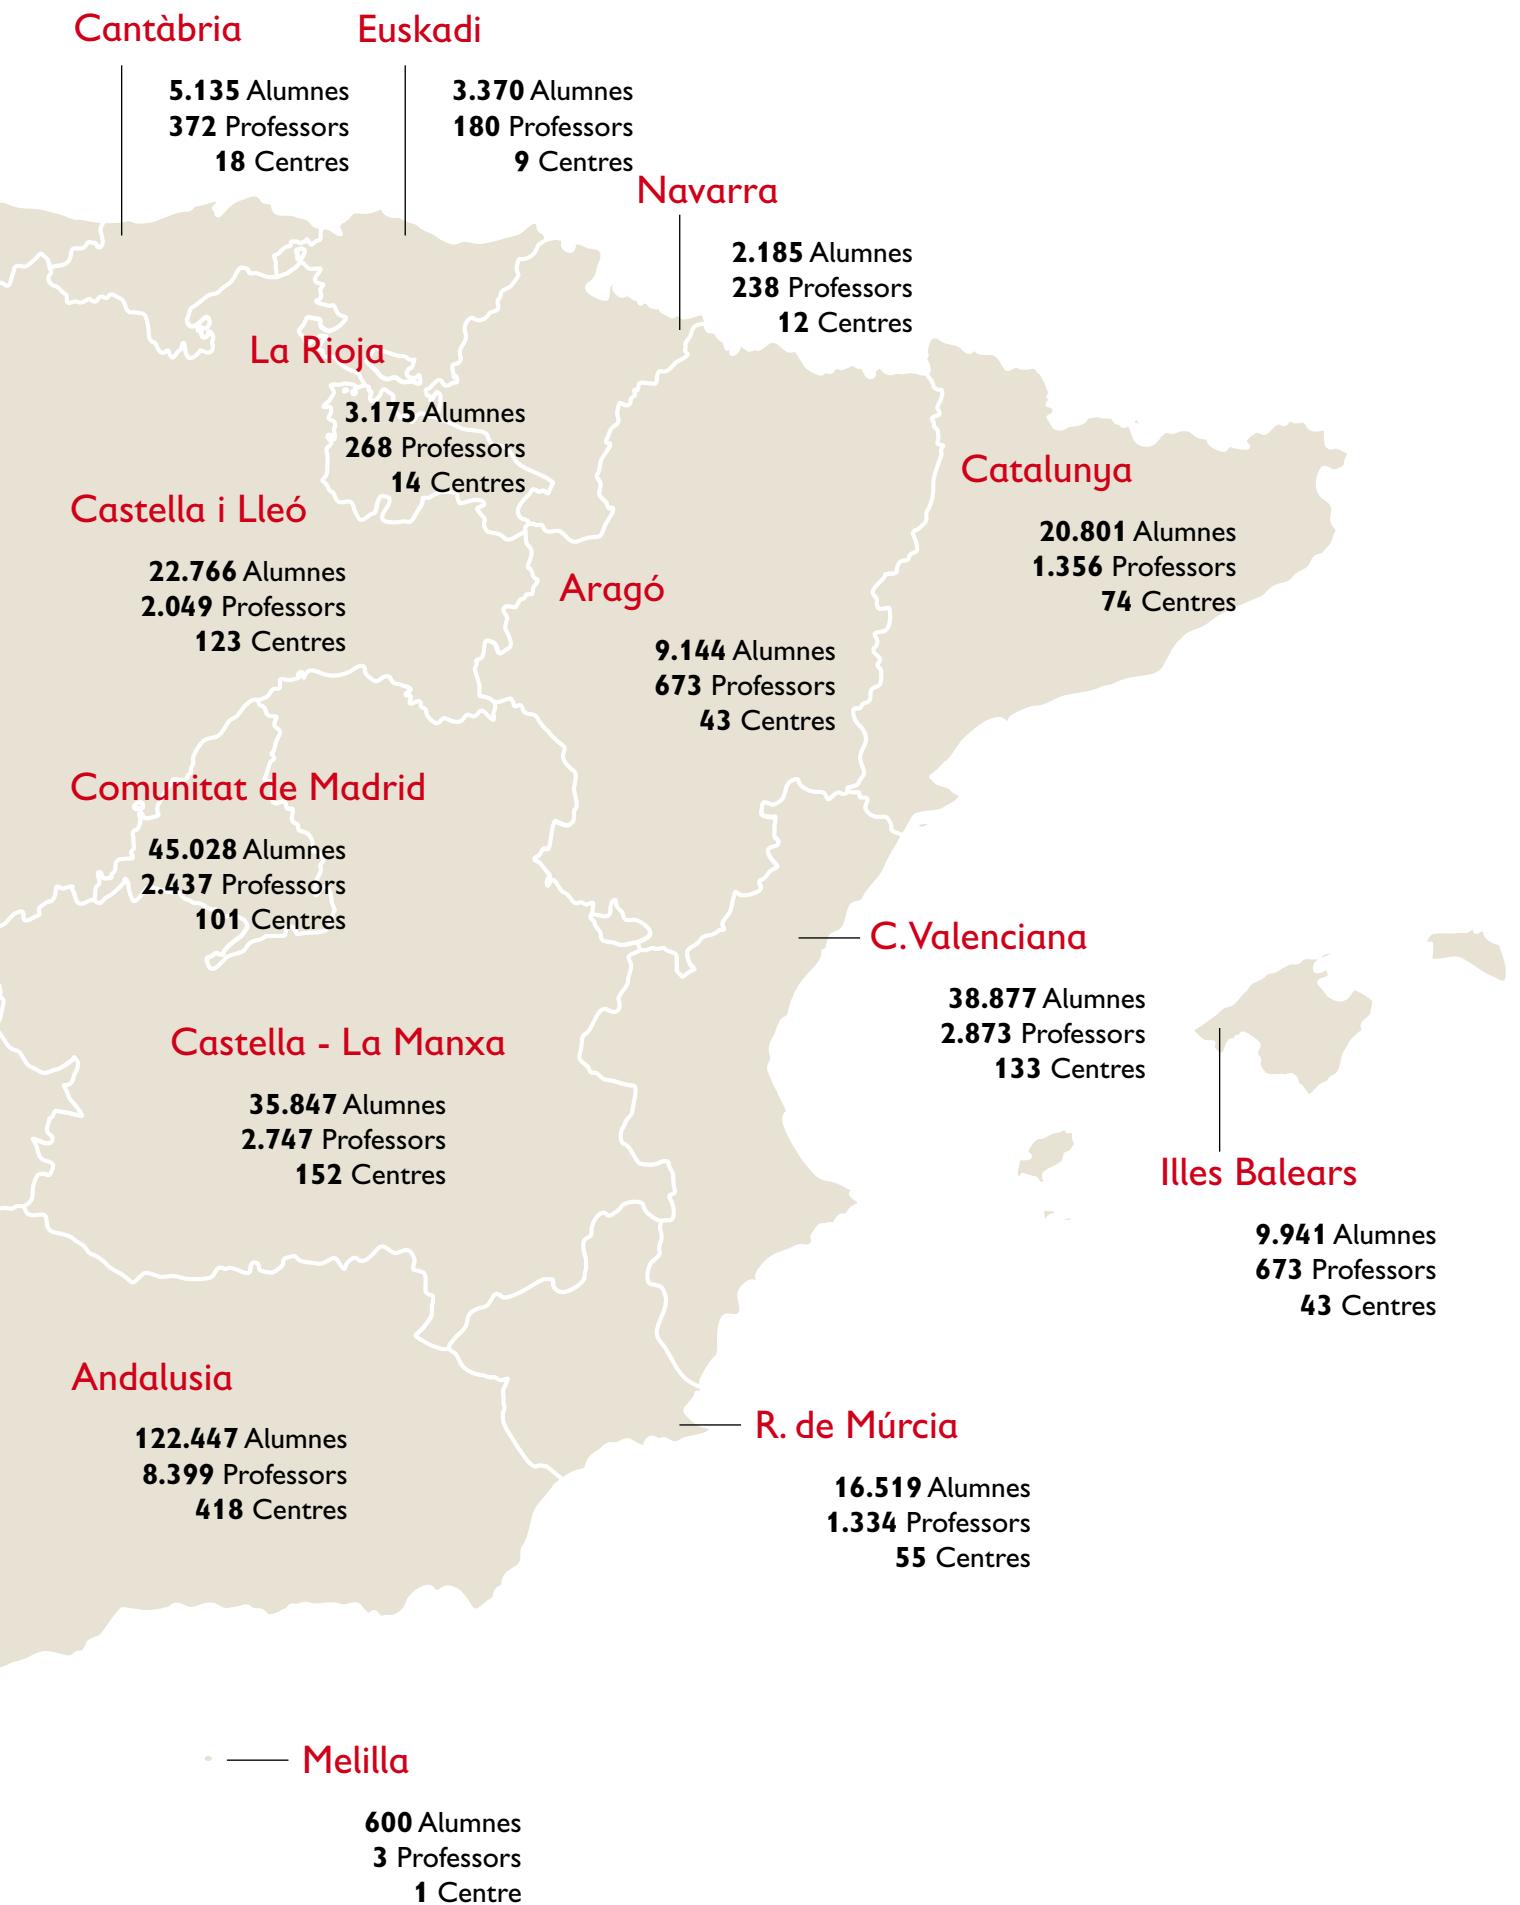 Cantàbria
5.135 Alumnes
372 Professors
18 Centres
Euskadi
3.370 Alumnes
180 Professors
9 Centres
Navarra
2.185 Alumnes
238 Professors
12 Centres
La Rioja
3.175 Alumnes
268 Professors
14 Centres
Catalunya
20.801 Alumnes
1.356 Professors
74 Centres
Castella i Lleó
22.766 Alumnes
2.049 Professors
123 Centres
Aragó
9.144 Alumnes
673 Professors
43 Centres
Comunitat de Madrid
45.028 Alumnes
2.437 Professors
101 Centres
C. Valenciana
38.877 Alumnes
2.873 Professors
133 Centres
Castella - La Manxa
35.847 Alumnes
2.747 Professors
152 Centres
Illes Balears
9.941 Alumnes
673 Professors
43 Centres
Andalusia
122.447 Alumnes
8.399 Professors
418 Centres
R. de Múrcia
16.519 Alumnes
1.334 Professors
55 Centres
Melilla
600 Alumnes
3 Professors
1 Centre